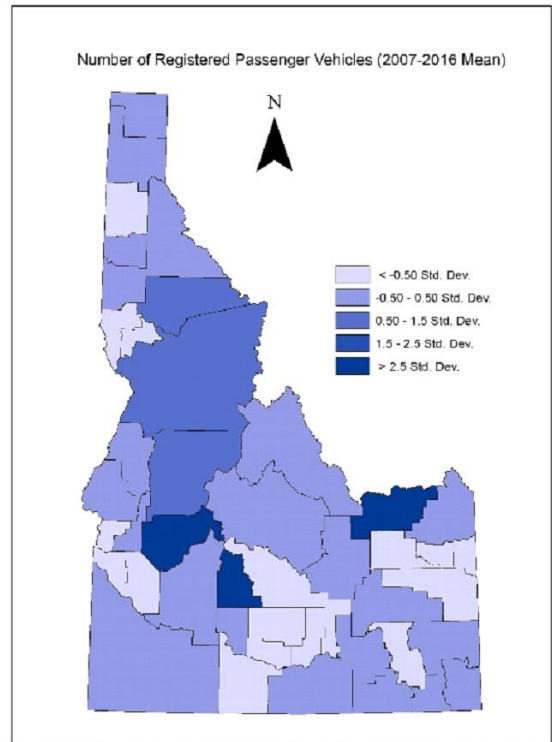 Number of Registered Passenger Vehicles (2007-2016 Mean)
N
< -0.50 Std. Dev.
-0.50 - 0.50 Std. Dev.
0.50 - 1.5 Std. Dev.
1.5 - 2.5 Std. Dev.
> 2.5 Std. Dev.